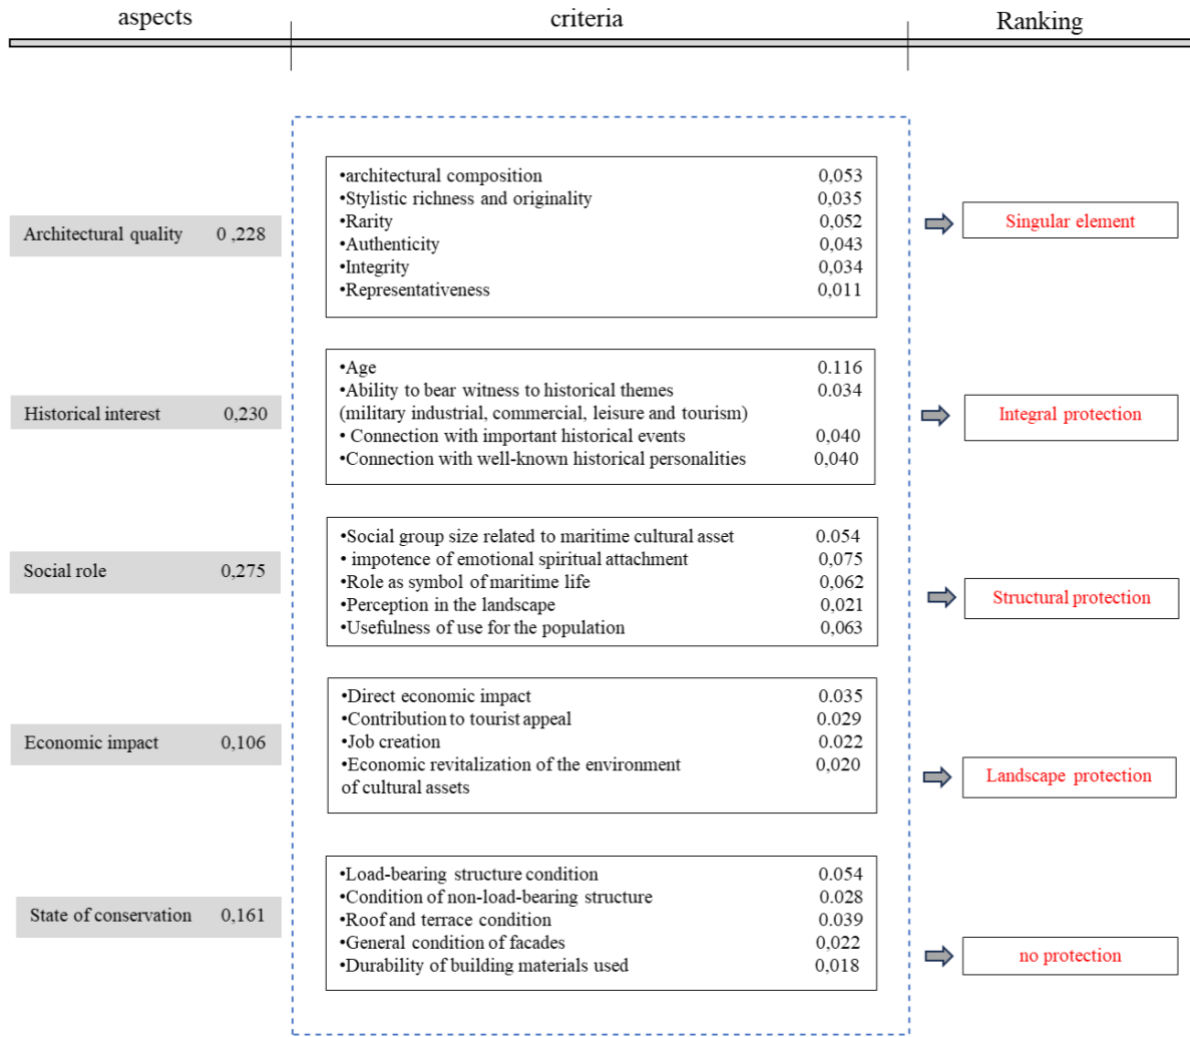 aspects criteria Ranking
•architectural composition 0,053
•Stylistic richness and originality 0,035
•Rarity 0,052
•Authenticity 0,043
•Integrity 0,034
•Representativeness 0,011
Architectural quality 0 ,228
Singular element
•Age 0.116
•Ability to bear witness to historical themes 0.034
(military industrial, commercial, leisure and tourism)
• Connection with important historical events 0,040
•Connection with well-known historical personalities 0,040
Historical interest 0,230
Integral protection
•Social group size related to maritime cultural asset 0.054
• impotence of emotional spiritual attachment 0,075
•Role as symbol of maritime life 0,062
•Perception in the landscape 0,021
•Usefulness of use for the population 0,063
Social role 0,275
Structural protection
•Direct economic impact 0.035
•Contribution to tourist appeal 0.029
•Job creation 0.022
•Economic revitalization of the environment 0,020
of cultural assets
Economic impact 0,106
Landscape protection
•Load-bearing structure condition 0.054
•Condition of non-load-bearing structure 0.028
•Roof and terrace condition 0.039
•General condition of facades 0,022
•Durability of building materials used 0,018
State of conservation 0,161
no protection